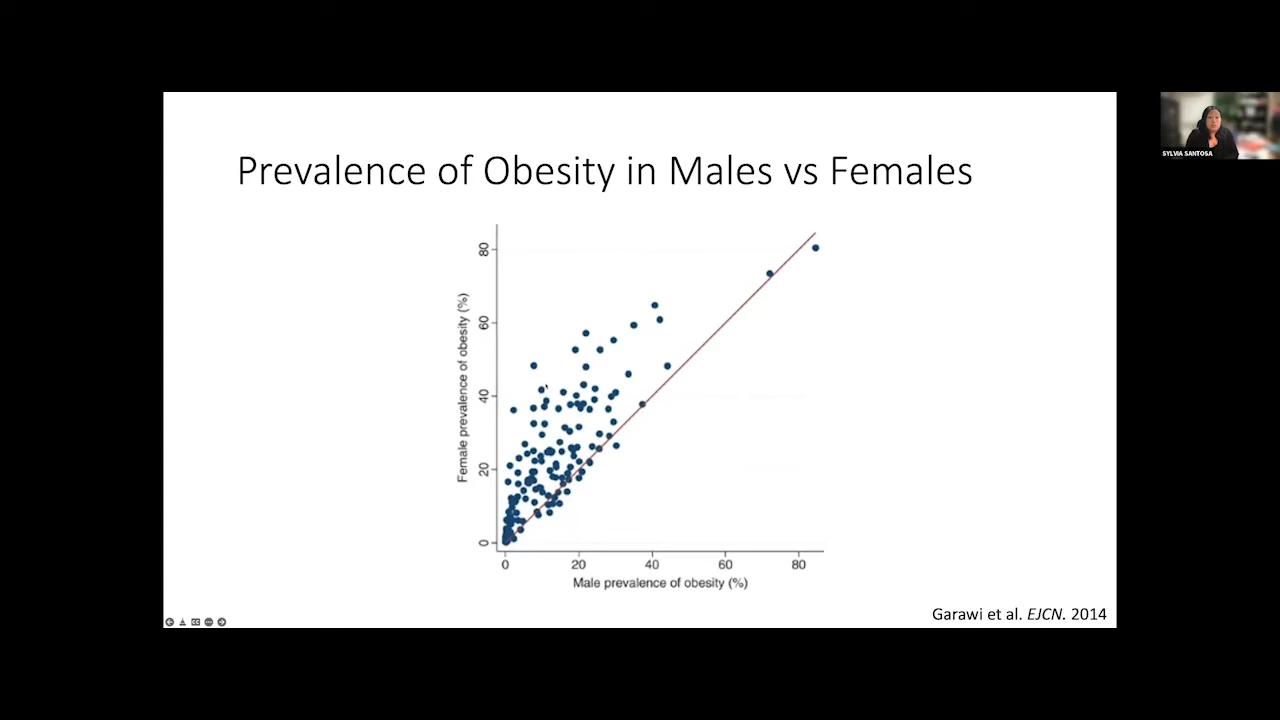 Prevalence of Obesity in Males vs Females
SYLVIA SANTOSA
Female prevalence of obesity (%)
80
60
40
20
0
0 20 40 60 80
Male prevalence of obesity (%)
Garawi et al. EJCN. 2014